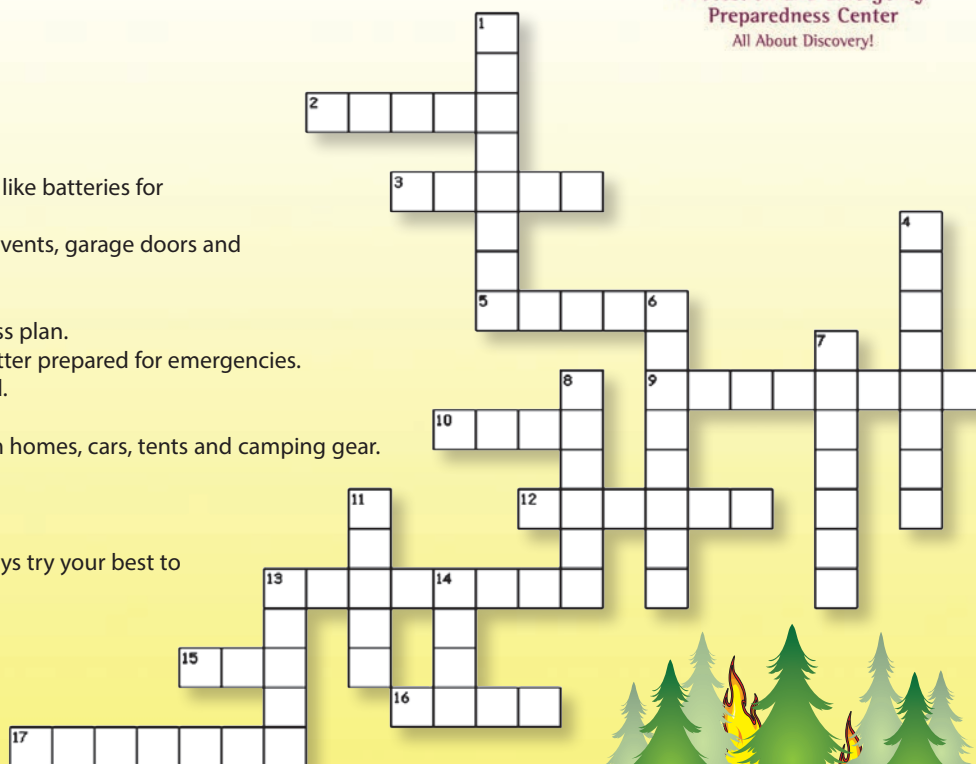 Preparedness Center
All About Discovery!
1
2
like batteries for
3
4
vents, garage doors and
5
6
ss plan.
7
tter prepared for emergencies.
8
9
10
n homes, cars, tents and camping gear.
11
12
ys try your best to
13
14
15
16
17